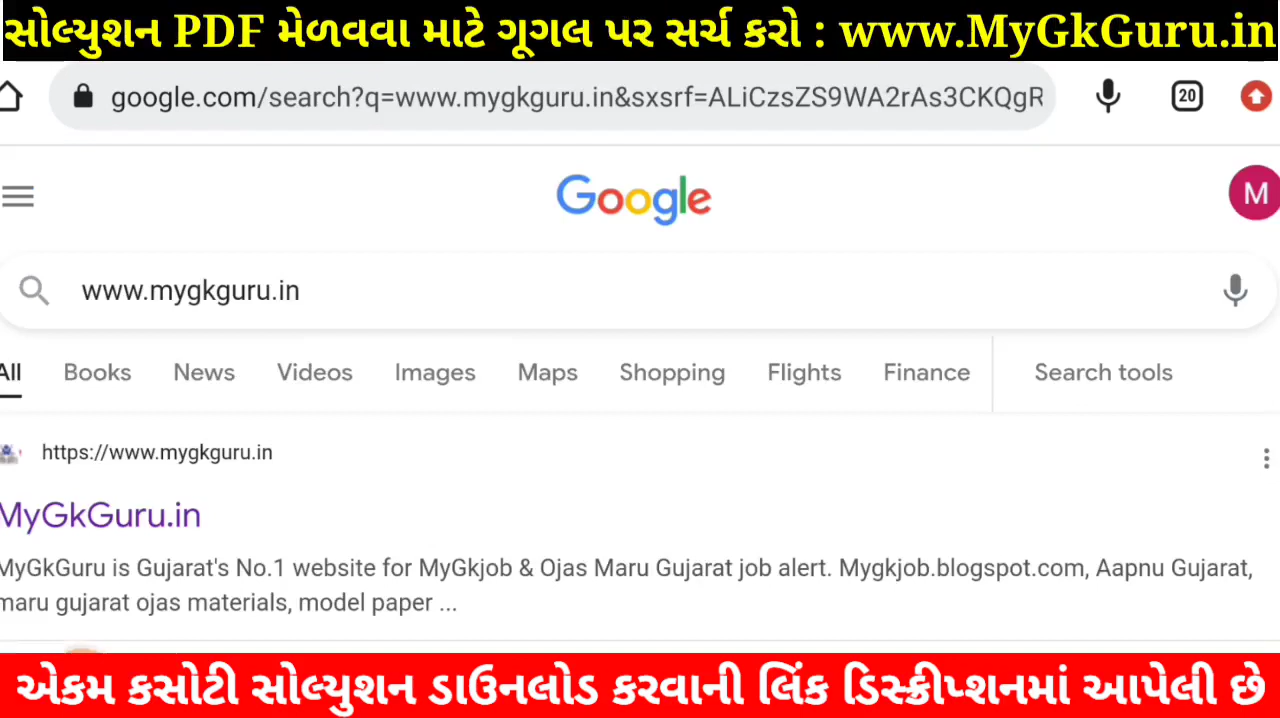 સોલ્યુશન PDF મેળવવા માટે ગૂગલ પર સર્ચ કરો : www.MyGkGuru.in
google.com/search?q=www.mygkguru.in&sxsrf=ALiCzsZS9WA2rAs3CKQgR
20
Google
M
www.mygkguru.in
All Books News Videos Images Maps Shopping Flights Finance Search tools
https://www.mygkguru.in
MyGkGuru.in
MyGkGuru is Gujarat's No.1 website for MyGkjob & Ojas Maru Gujarat job alert. Mygkjob.blogspot.com, Aapnu Gujarat,
maru gujarat ojas materials, model paper ...
એકમ કસોટી સોલ્યુશન ડાઉનલોડ કરવાની લિંક ડિસ્ક્રીપ્શનમાં આપેલી છે